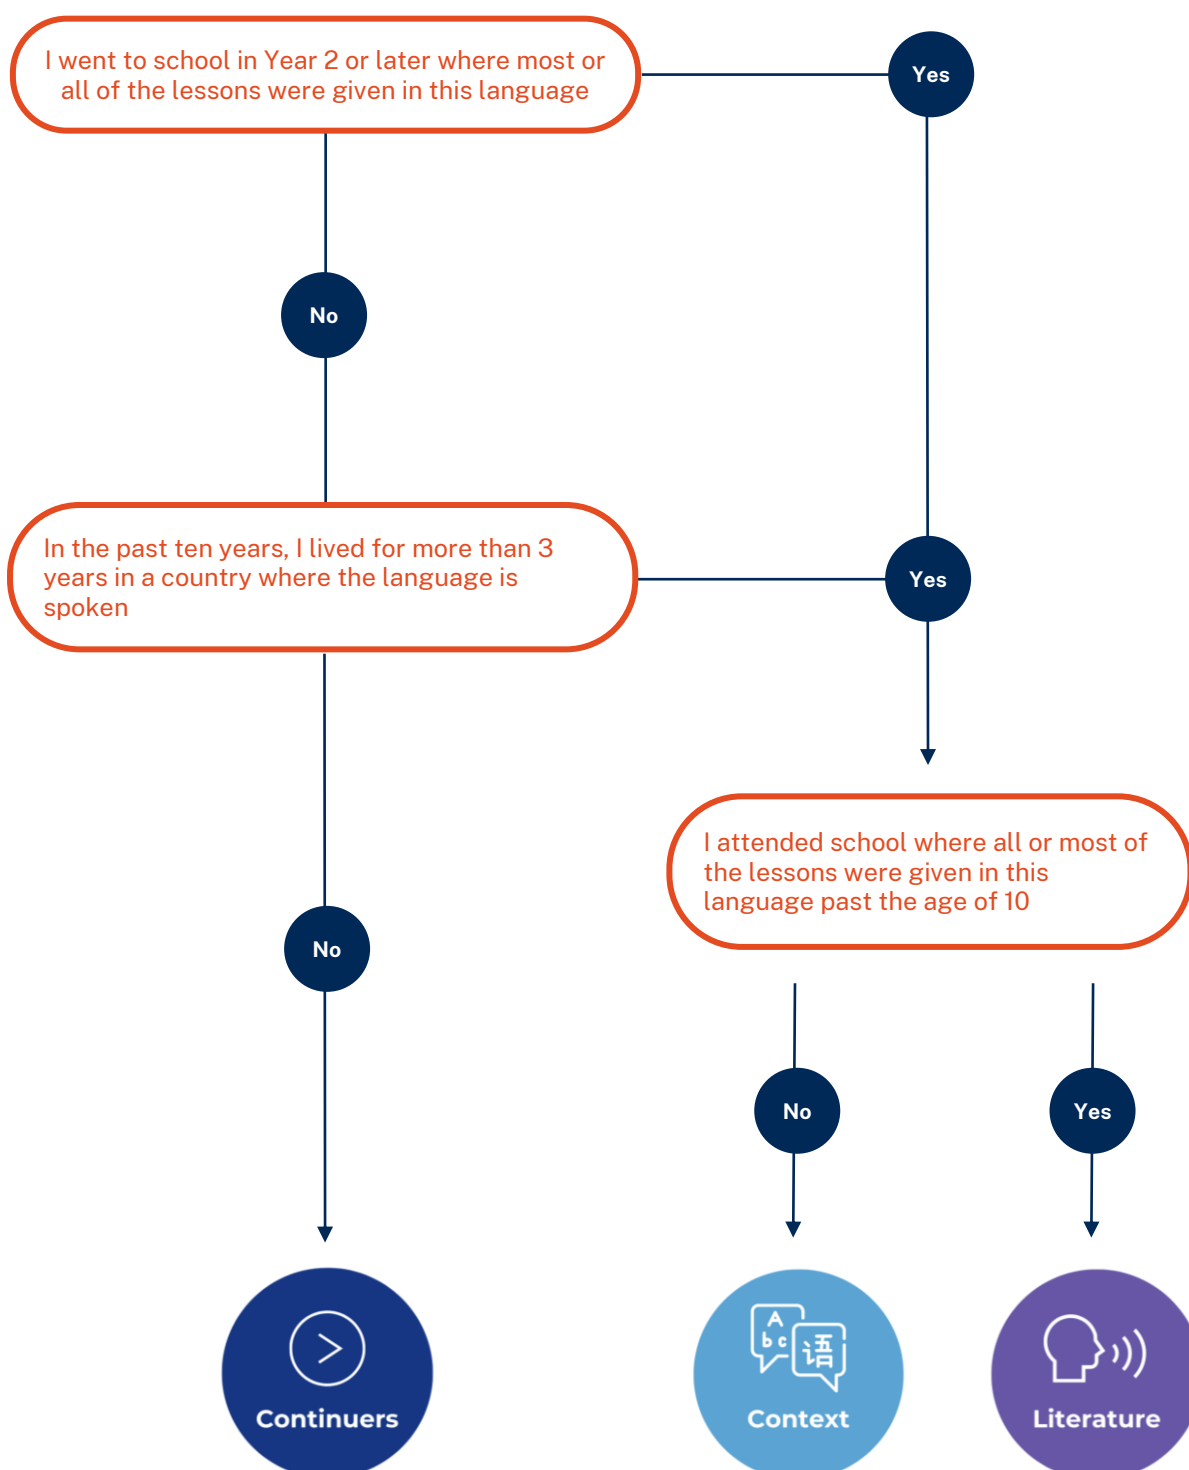 I went to school in Year 2 or later where most or
all of the lessons were given in this language
Yes
No
In the past ten years, I lived for more than 3
years in a country where the language is
spoken
Yes
I attended school where all or most of
the lessons were given in this
language past the age of 10
No
No
Yes
A
b c
语
Continuers
Context
Literature